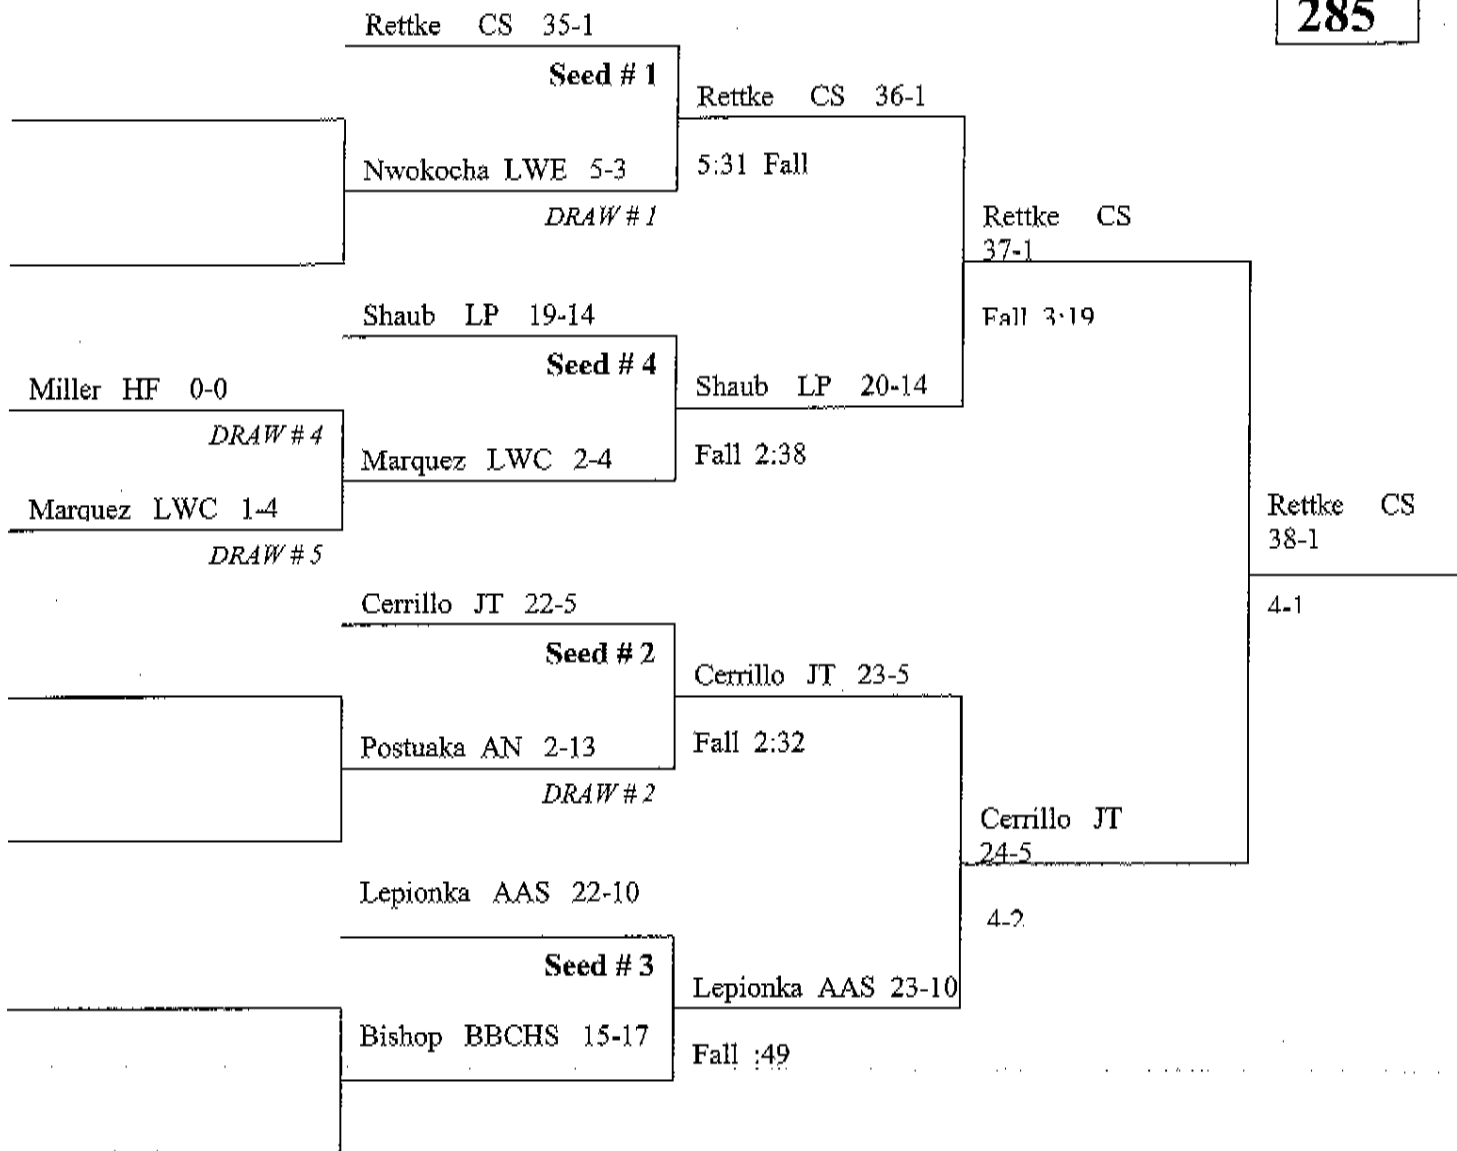 285
Rettke CS 35-1
Seed # 1
Rettke CS 36-1
Nwokocha LWE 5-3
5:31 Fall
DRAW # 1
Rettke CS
37-1
Shaub LP 19-14
Fall 3:19
Seed # 4
Miller HF 0-0
Shaub LP 20-14
DRAW # 4
Marquez LWC 2-4
Fall 2:38
Marquez LWC 1-4
DRAW # 5
Rettke CS
38-1
4-1
Cerrillo JT 22-5
Seed # 2
Cerrillo JT 23-5
Postuaka AN 2-13
Fall 2:32
DRAW # 2
Cerrillo JT
24-5
4-2
Lepionka AAS 22-10
Seed # 3
Lepionka AAS 23-10
Bishop BBCHS 15-17
Fall :49